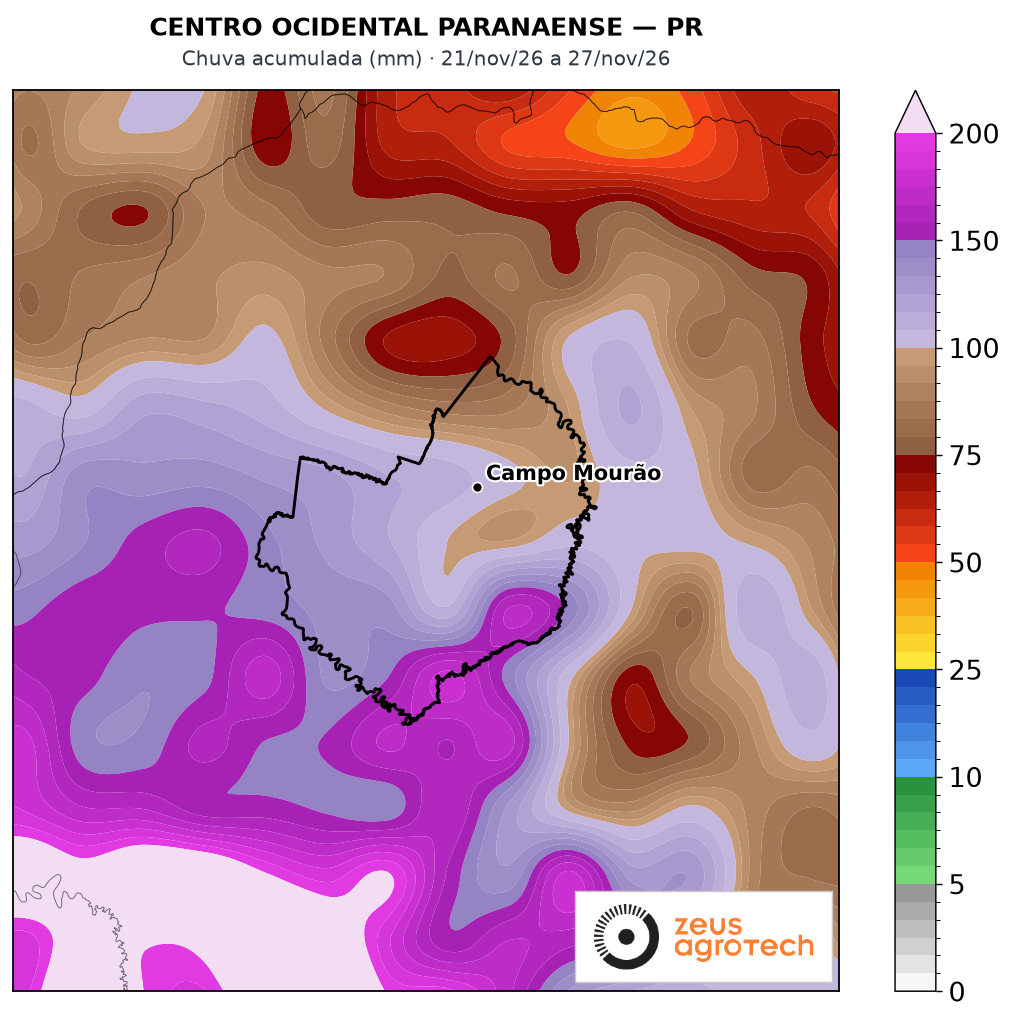 CENTRO OCIDENTAL PARANAENSE — PR
Chuva acumulada (mm) · 21/nov/26 a 27/nov/26
200
150
100
75
50
25
10
5
0
Campo Mourão
zeus
agrotech